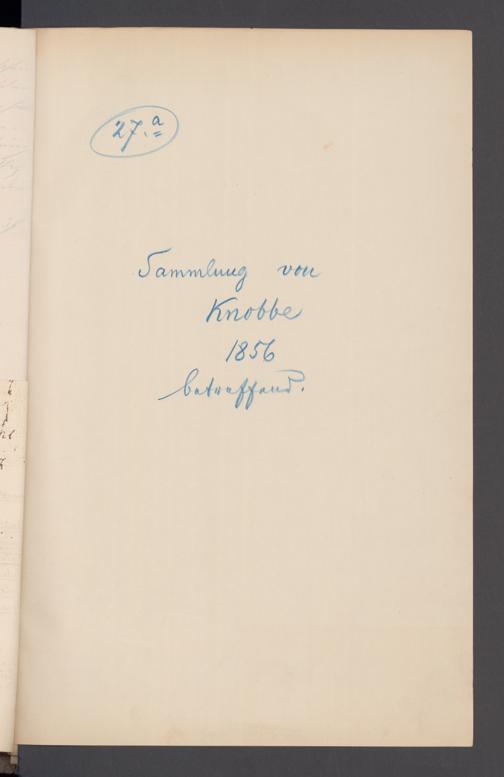 27.a
Sammlung von
Knobbe
1856
betreffend.